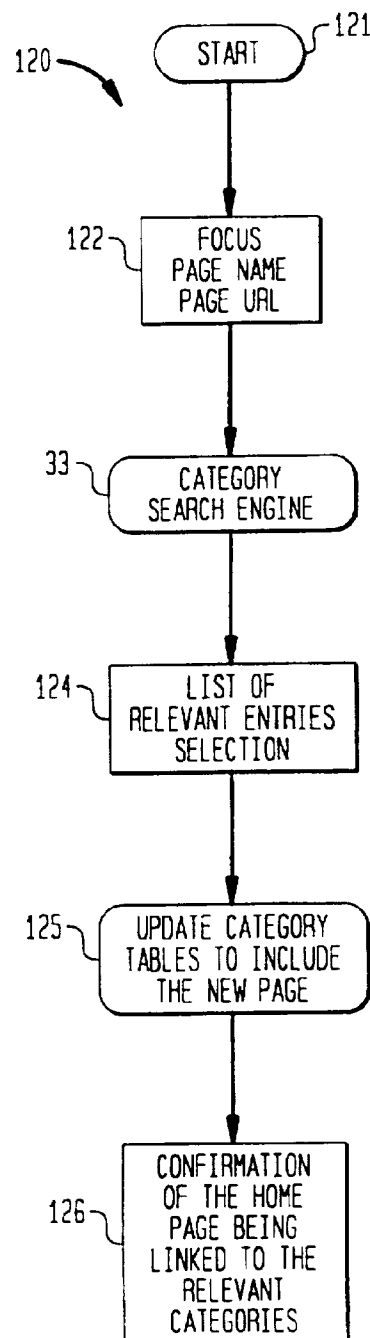 START
121
120
122
FOCUS
PAGE NAME
PAGE URL
33
CATEGORY
SEARCH ENGINE
124
LIST OF
RELEVANT ENTRIES
SELECTION
125
UPDATE CATEGORY
TABLES TO INCLUDE
THE NEW PAGE
126
CONFIRMATION
OF THE HOME
PAGE BEING
LINKED TO THE
RELEVANT
CATEGORIES